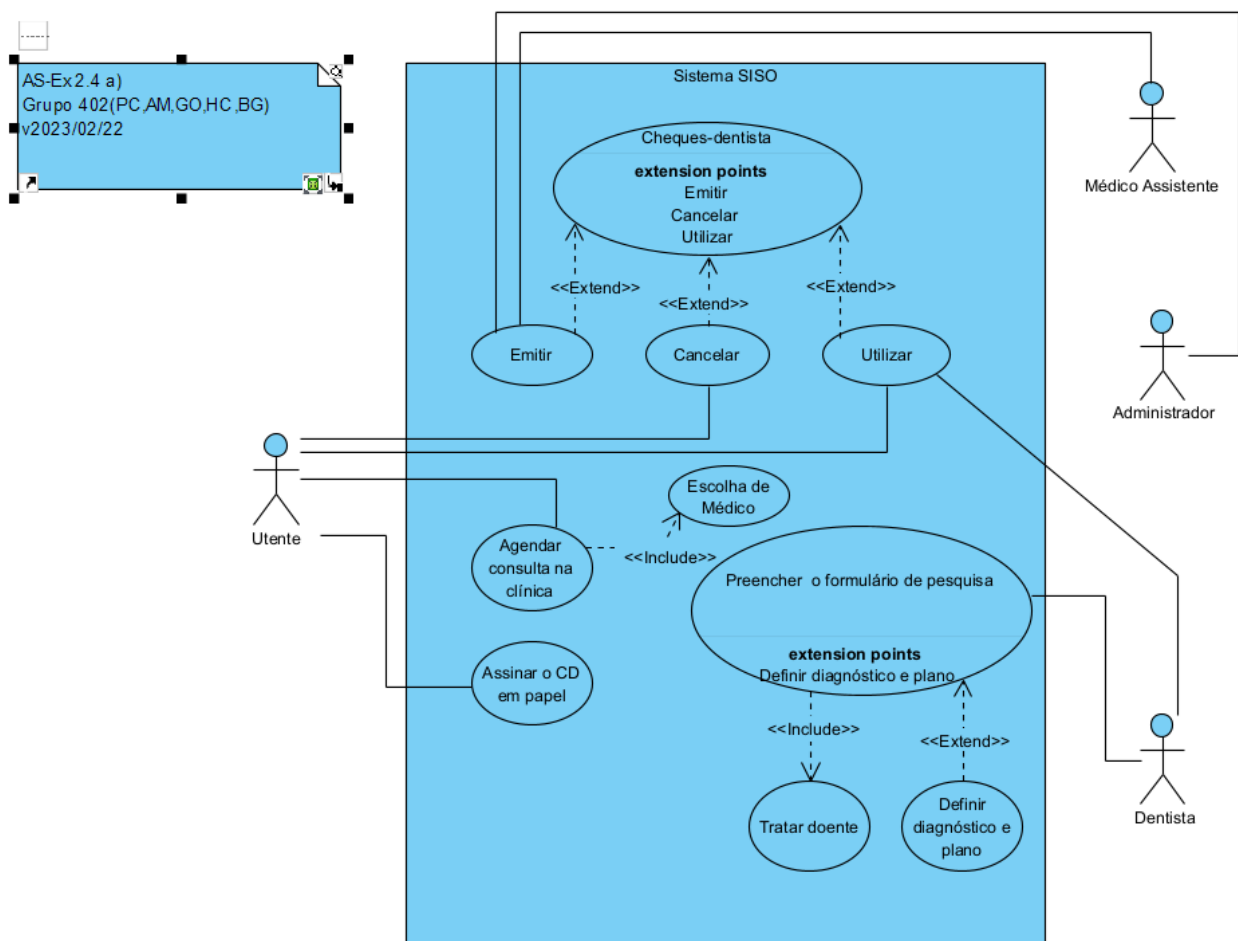 AS-Ex2.4 a)
Grupo 402(PC,AM,GO,HC,BG)
v2023/02/22
Sistema SISO
Cheques-dentista
extension points
Emitir
Cancelar
Utilizar
Médico Assistente
<<Extend>>
<<Extend>>
<<Extend>>
Emitir
Cancelar
Utilizar
Administrador
Utente
Escolha de
Médico
Agendar
consulta na
clínica
<<Include>>
Preencher o formulário de pesquisa
extension points
Definir diagnóstico e plano
Assinar o CD
em papel
<<Include>>
<<Extend>>
Tratar doente
Definir
diagnóstico e
plano
Dentista